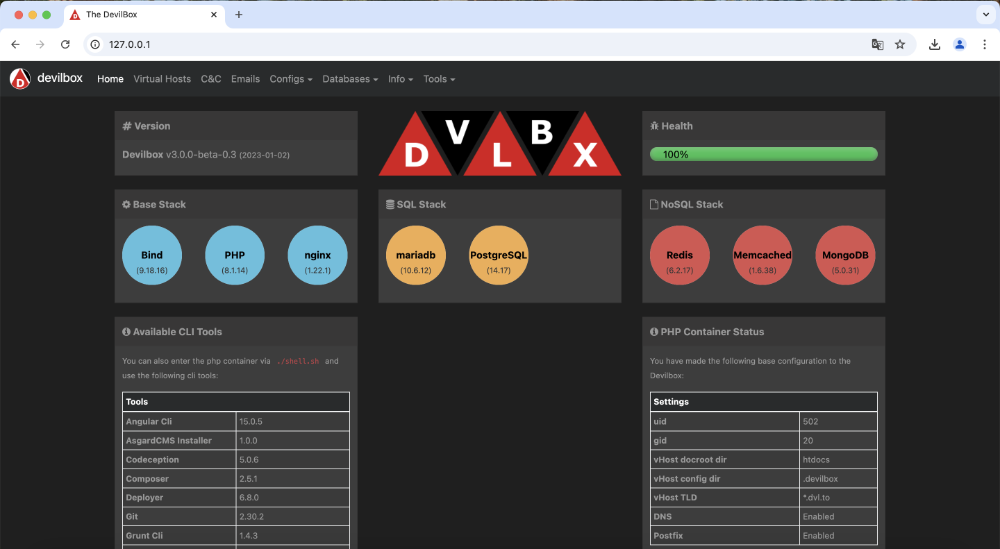 The DevilBox
127.0.0.1
devilbox Home Virtual Hosts C&C Emails Configs Databases Info Tools
D V L B X
# Version
Devilbox v3.0.0-beta-0.3 (2023-01-02)
Health
100%
Base Stack
Bind
(9.18.16)
PHP
(8.1.14)
nginx
(1.22.1)
SQL Stack
mariadb
(10.6.12)
PostgreSQL
(14.17)
NoSQL Stack
Redis
(6.2.17)
Memcached
(1.6.38)
MongoDB
(5.0.31)
Available CLI Tools
You can also enter the php container via ./shell.sh and
use the following cli tools:
Tools
Angular Cli 15.0.5
AsgardCMS Installer 1.0.0
Codeception 5.0.6
Composer 2.5.1
Deployer 6.8.0
Git 2.30.2
Grunt Cli 1.4.3
PHP Container Status
You have made the following base configuration to the
Devilbox:
Settings
uid 502
gid 20
vHost docroot dir htdocs
vHost config dir .devilbox
vHost TLD *.dvl.to
DNS Enabled
Postfix Enabled